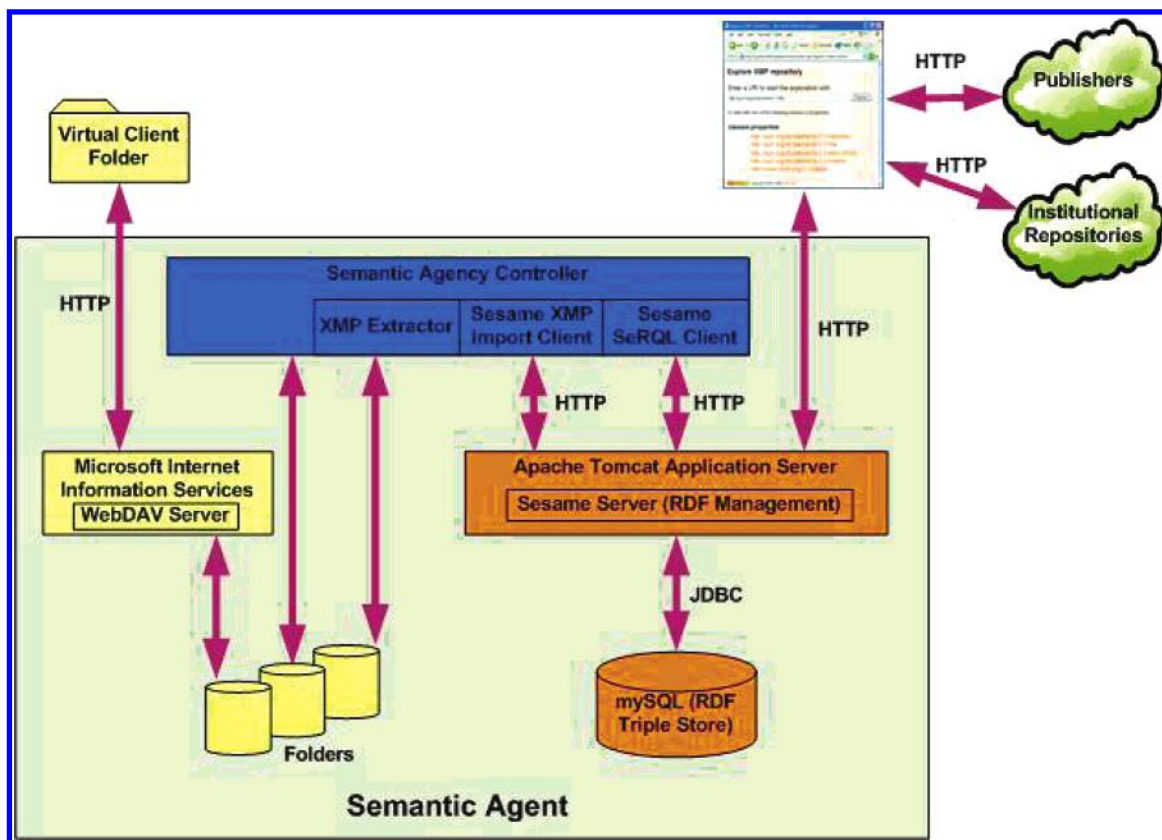 HTTP
Publishers
Explore XMP repository
HTTP
Institutional
Repositories
Virtual Client
Folder
HTTP
HTTP
Semantic Agency Controller
XMP Extractor
Sesame XMP
Import Client
Sesame
SeRQL Client
HTTP
HTTP
Microsoft Internet
Information Services
WebDAV Server
Apache Tomcat Application Server
Sesame Server (RDF Management)
JDBC
mySQL (RDF
Triple Store)
Folders
Semantic Agent